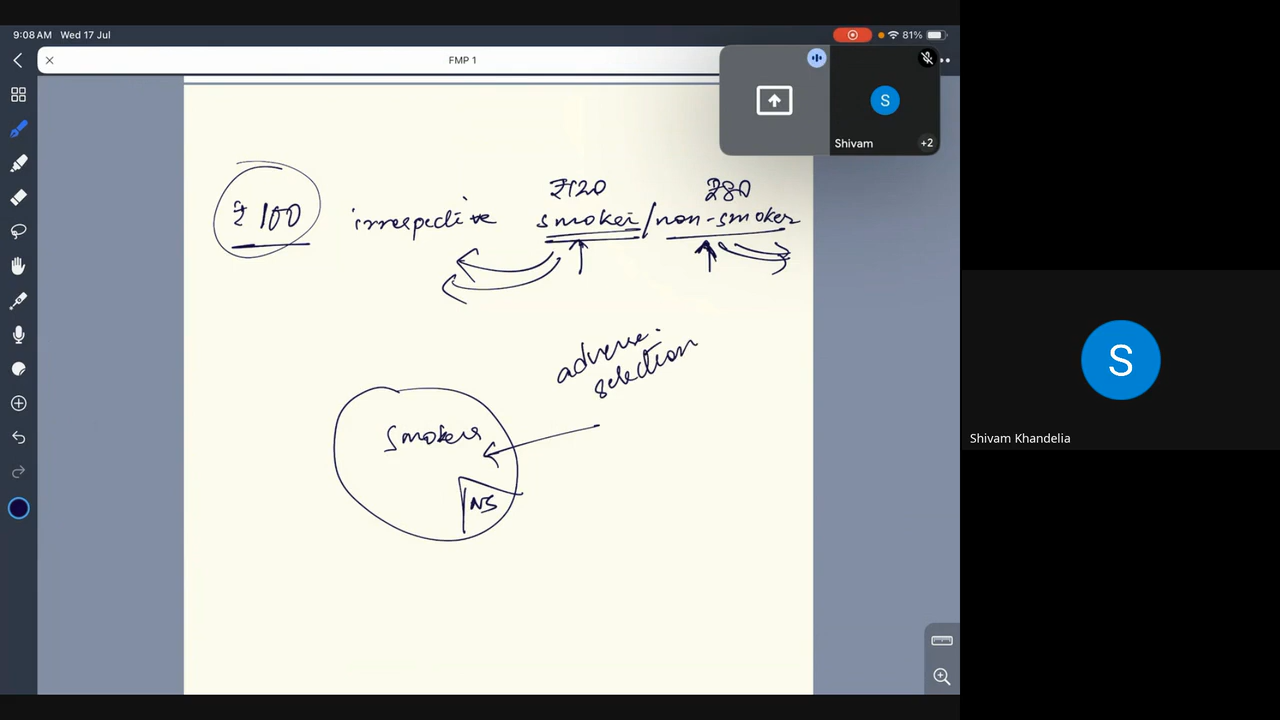 9:08 AM Wed 17 Jul
81%
FMP 1
S
Shivam
+2
₹120 ₹80
₹ 100 irrespective smoker/non-smoker
adverse
selection
Smokers
NS
S
Shivam Khandelia